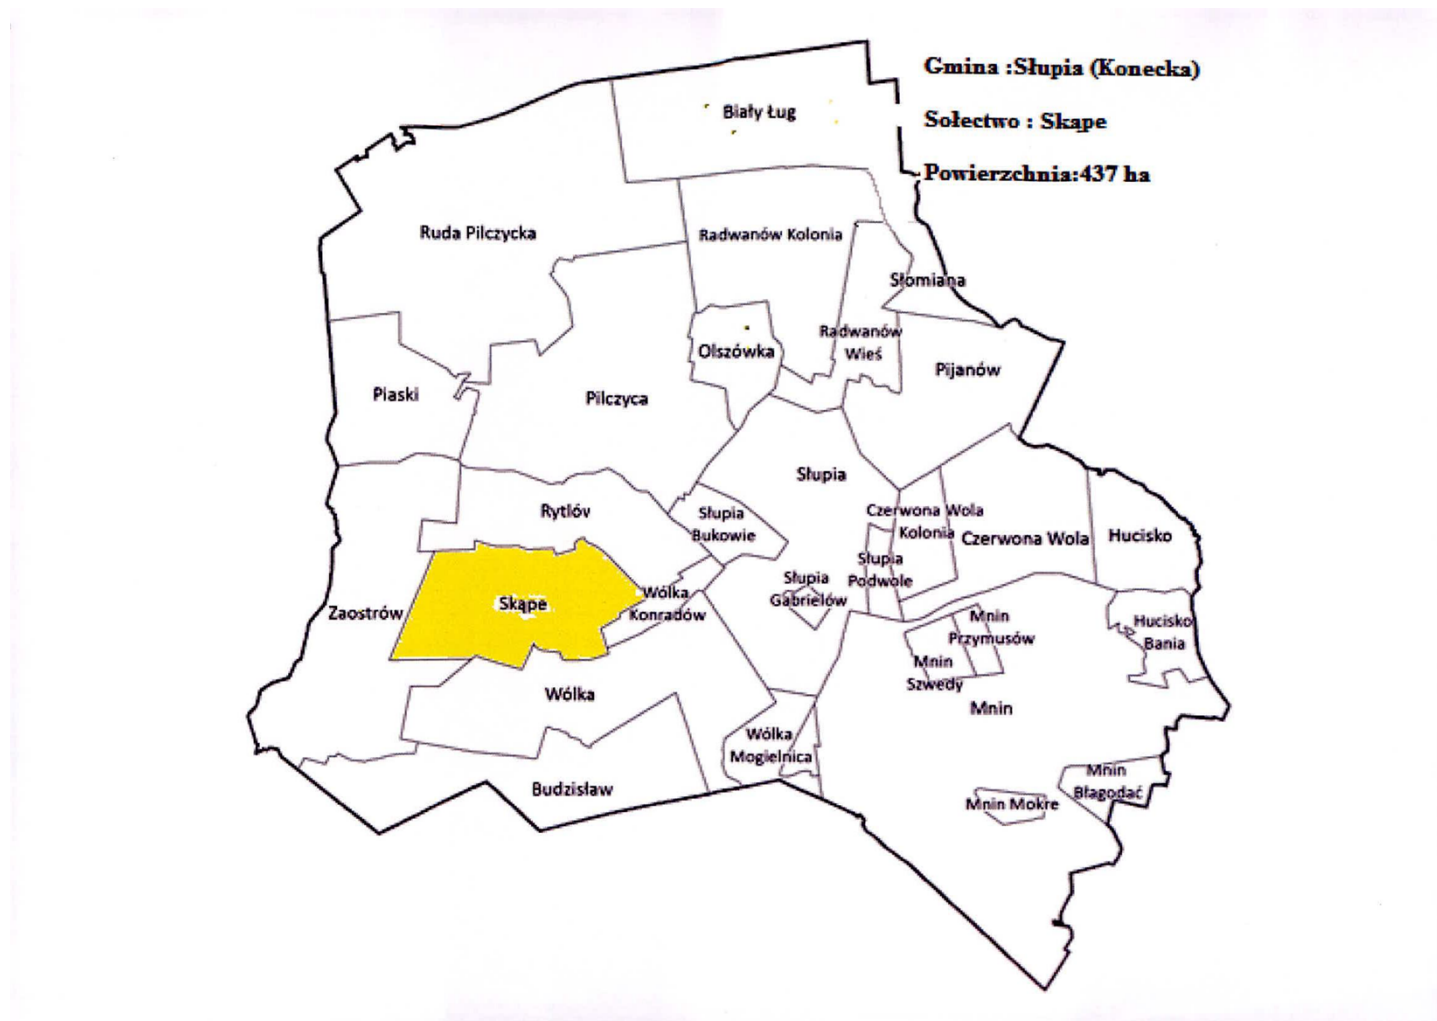 Gmina :Słupia (Konecka)
Sołectwo : Skąpe
Powierzchnia:437 ha
Biały Ług
Ruda Pilczycka
Radwanów Kolonia
Słomiana
Radwanów
Wieś
Olszówka
Pijanów
Piaski
Pilczyca
Słupia
Rytlóv
Słupia
Bukowie
Czerwona Wola
Kolonia
Czerwona Wola
Hucisko
Słupia
Podwole
Słupia
Gabrielów
Skąpe
Wólka
Konradów
Zaostrów
Mnin
Przymusów
Hucisko
Bania
Mnin
Szwedy
Wólka
Mnin
Wólka
Mogielnica
Budzisław
Mnin
Błagodać
Mnin Mokre